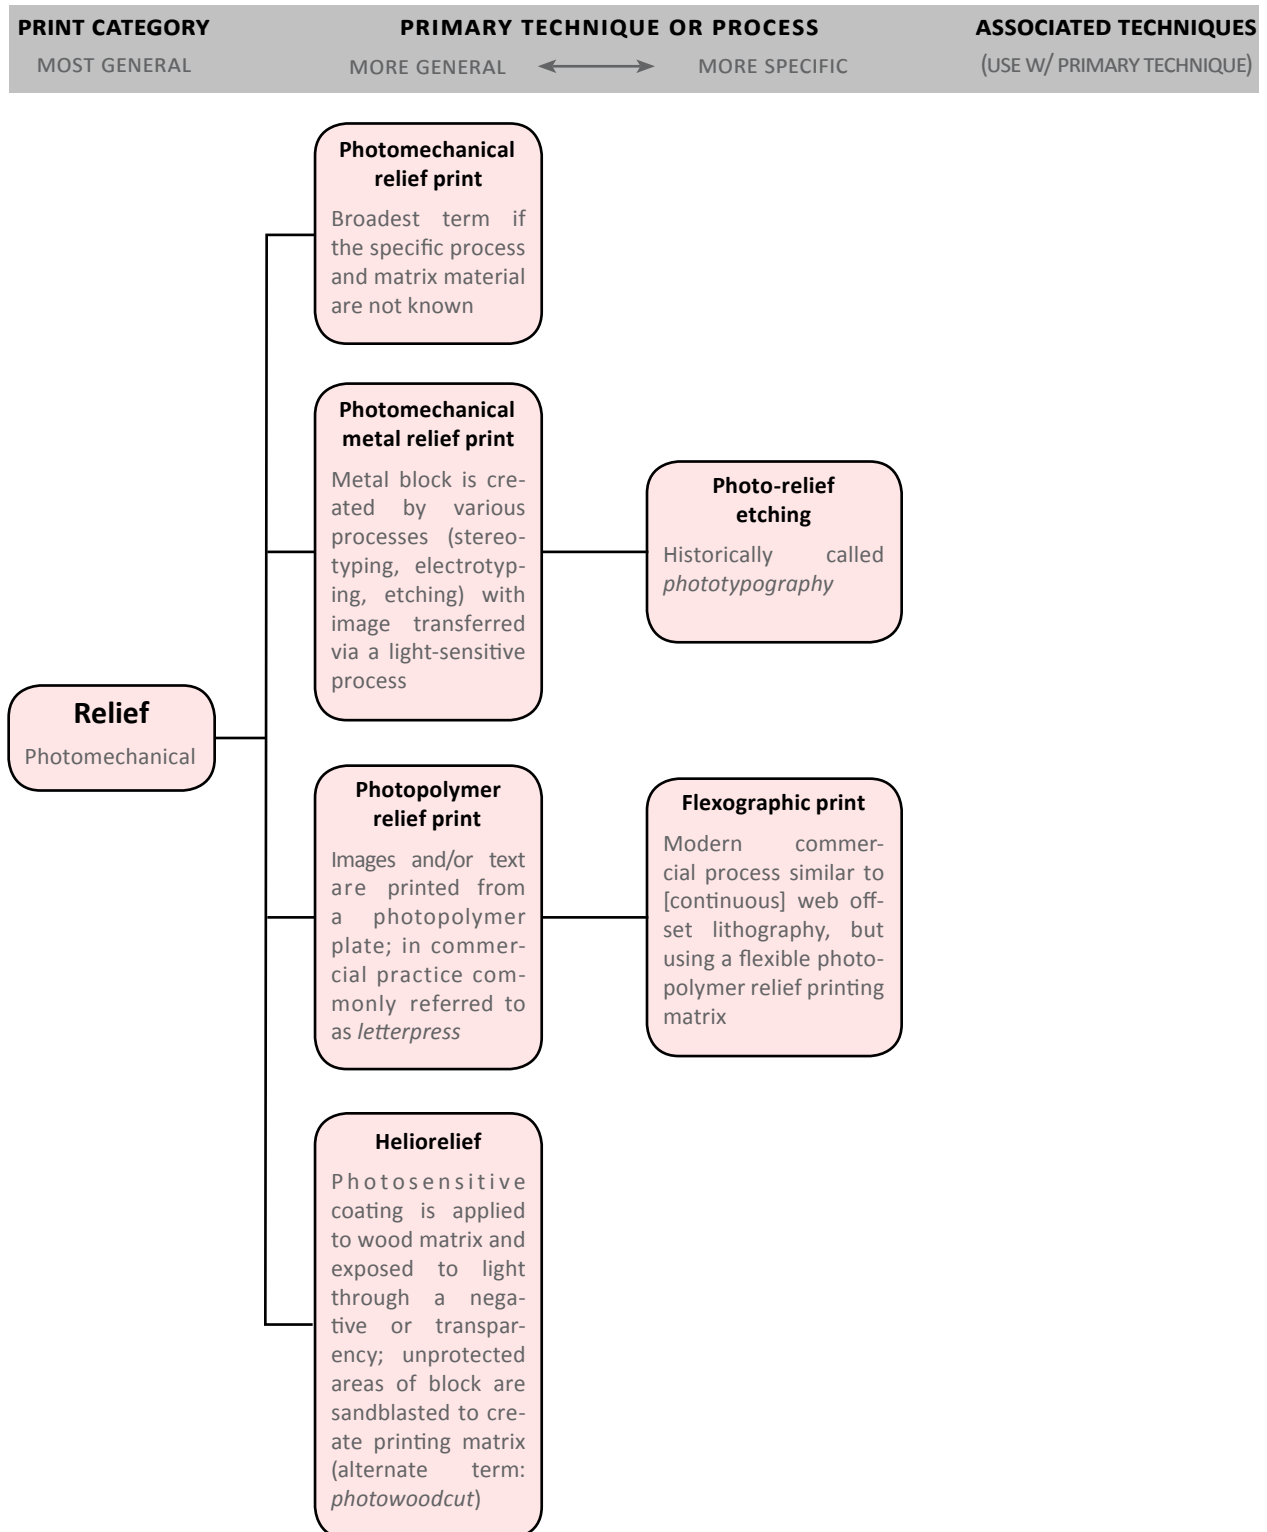 PRINT CATEGORY
MOST GENERAL
PRIMARY TECHNIQUE OR PROCESS
MORE GENERAL
MORE SPECIFIC
ASSOCIATED TECHNIQUES
(USE W/ PRIMARY TECHNIQUE)
Relief
Photomechanical
Photomechanical
relief print
Broadest term if
the specific process
and matrix material
are not known
Photomechanical
metal relief print
Metal block is cre-
ated by various
processes (stereo-
typing, electrotyp-
ing, etching) with
image transferred
via a light-sensitive
process
Photo-relief
etching
Historically called
phototypography
Photopolymer
relief print
Images and/or text
are printed from
a photopolymer
plate; in commer-
cial practice com-
monly referred to
as letterpress
Flexographic print
Modern commer-
cial process similar to
[continuous] web off-
set lithography, but
using a flexible photo-
polymer relief printing
matrix
Heliorelief
Photosensitive
coating is applied
to wood matrix and
exposed to light
through a nega-
tive or transpar-
ency; unprotected
areas of block are
sandblasted to cre-
ate printing matrix
(alternate term:
photowoodcut)